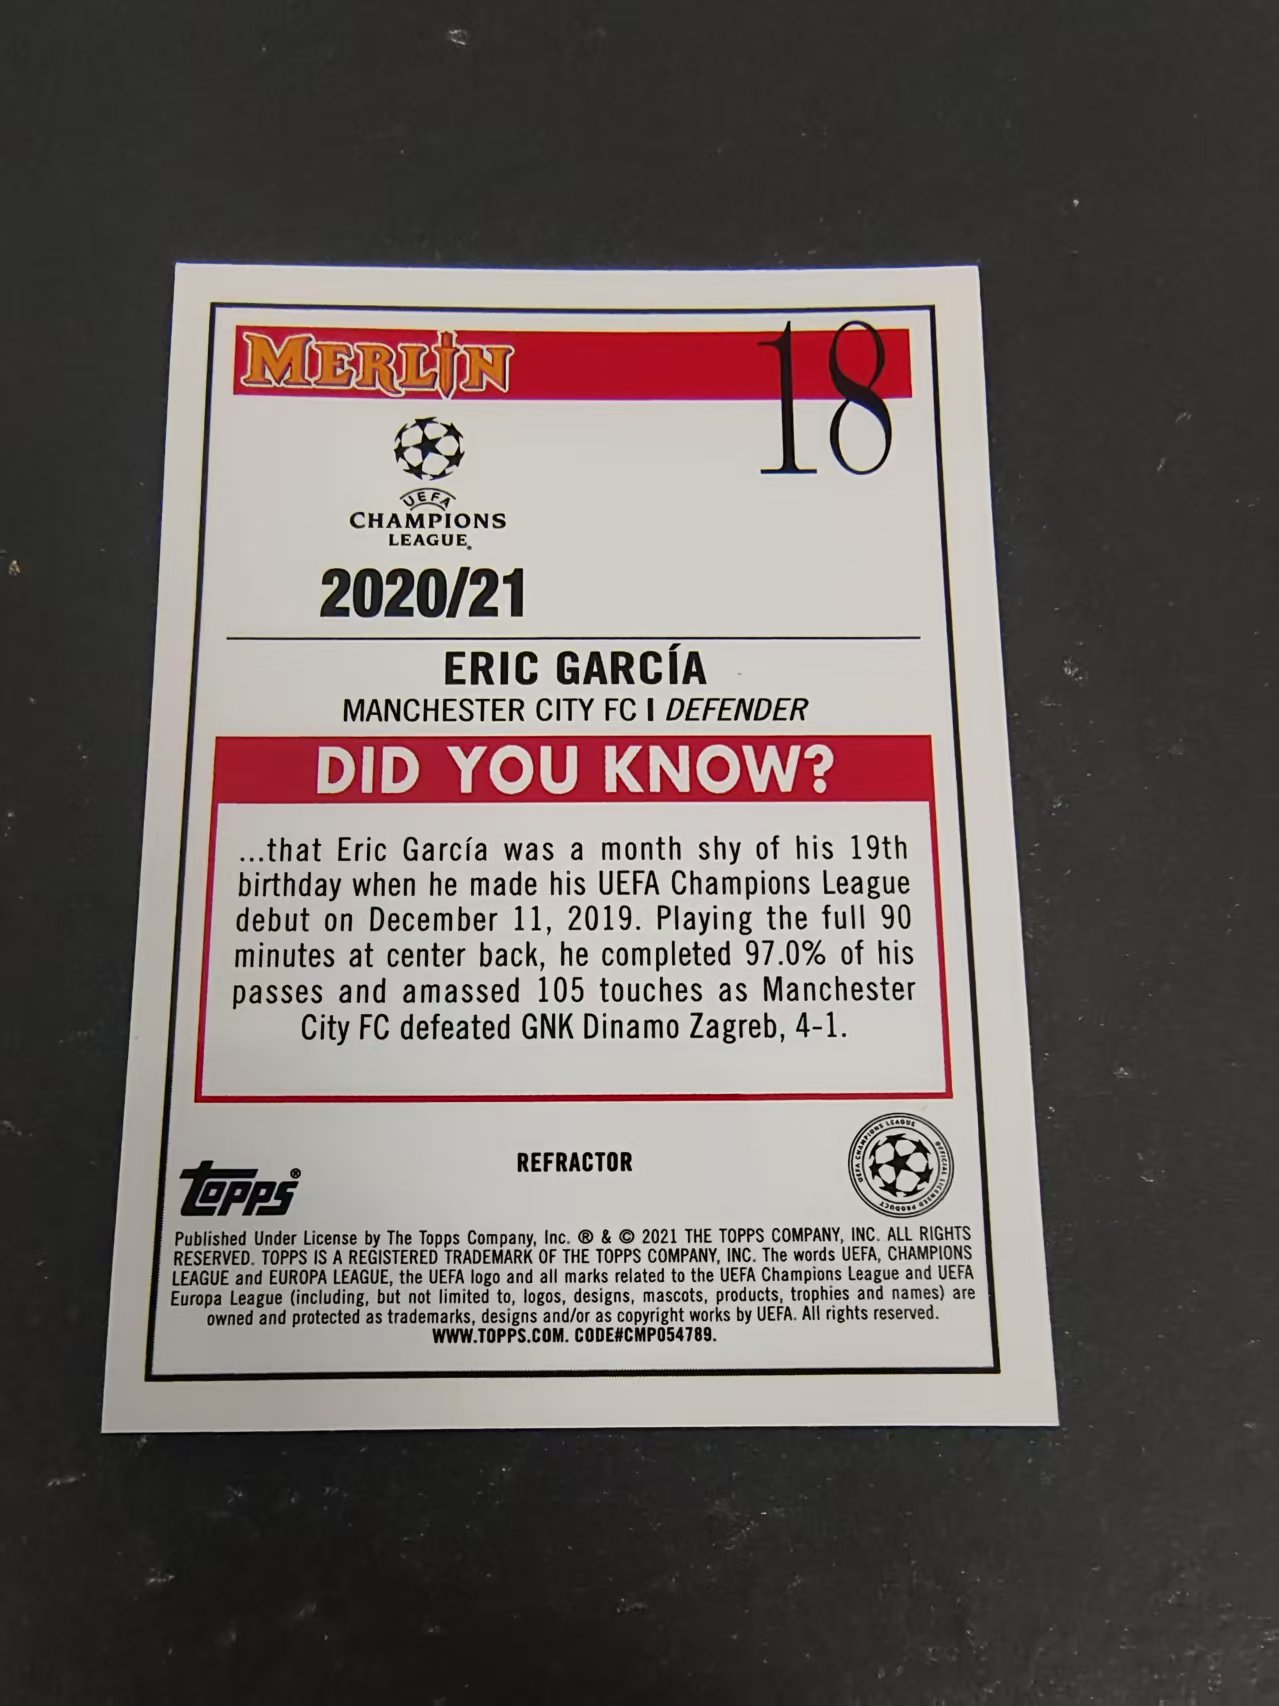 MERLIN
18
UEFA
CHAMPIONS
LEAGUE®
2020/21
ERIC GARCÍA
MANCHESTER CITY FC I DEFENDER
DID YOU KNOW?
...that Eric García was a month shy of his 19th
birthday when he made his UEFA Champions League
debut on December 11, 2019. Playing the full 90
minutes at center back, he completed 97.0% of his
passes and amassed 105 touches as Manchester
City FC defeated GNK Dinamo Zagreb, 4-1.
REFRACTOR
UEFA CHAMPIONS LEAGUE OFFICIAL LICENSED PRODUCT
Topps®
Published Under License by The Topps Company, Inc. ® & © 2021 THE TOPPS COMPANY, INC. ALL RIGHTS
RESERVED. TOPPS IS A REGISTERED TRADEMARK OF THE TOPPS COMPANY, INC. The words UEFA, CHAMPIONS
LEAGUE and EUROPA LEAGUE, the UEFA logo and all marks related to the UEFA Champions League and UEFA
Europa League (including, but not limited to, logos, designs, mascots, products, trophies and names) are
owned and protected as trademarks, designs and/or as copyright works by UEFA. All rights reserved.
WWW.TOPPS.COM. CODE#CMP054789.